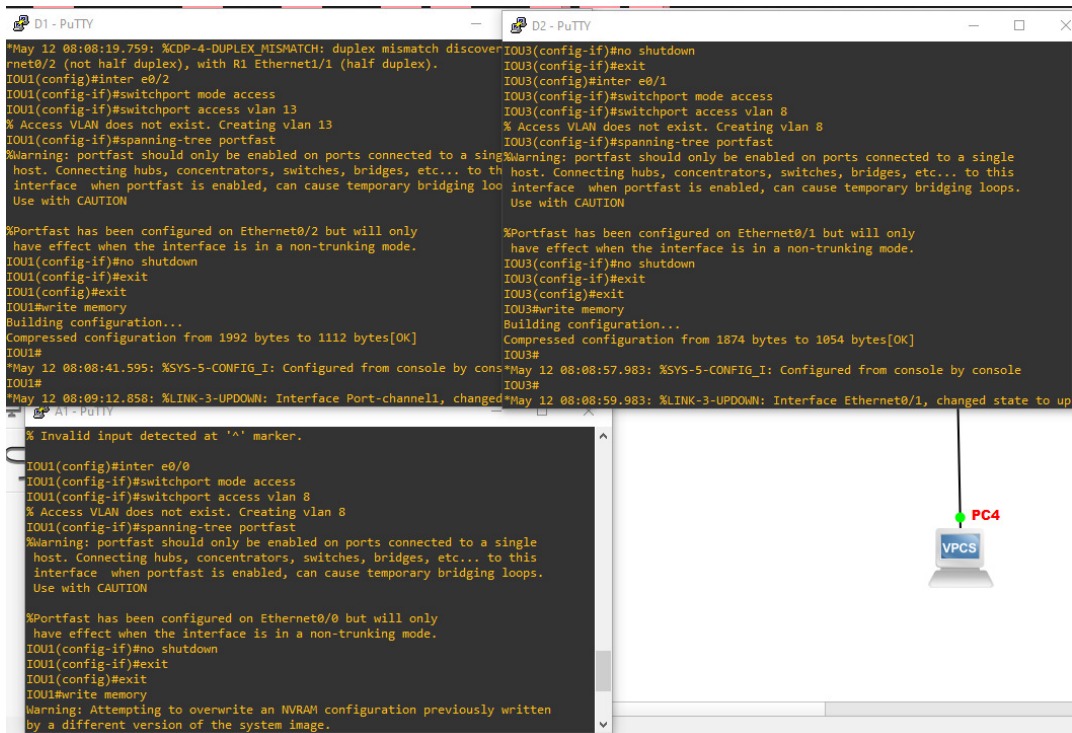 D1 - PuTTY
*May 12 08:08:19.759: %CDP-4-DUPLEX_MISMATCH: duplex mismatch discover
rnet0/2 (not half duplex), with R1 Ethernet1/1 (half duplex).
IOU1(config)#inter e0/2
IOU1(config-if)#switchport mode access
IOU1(config-if)#switchport access vlan 13
% Access VLAN does not exist. Creating vlan 13
IOU1(config-if)#spanning-tree portfast
%Warning: portfast should only be enabled on ports connected to a sing
host. Connecting hubs, concentrators, switches, bridges, etc... to th
interface  when portfast is enabled, can cause temporary bridging loo
Use with CAUTION
%Portfast has been configured on Ethernet0/2 but will only
have effect when the interface is in a non-trunking mode.
IOU1(config-if)#no shutdown
IOU1(config-if)#exit
IOU1(config)#exit
IOU1#write memory
Building configuration...
Compressed configuration from 1992 bytes to 1112 bytes[OK]
IOU1#
*May 12 08:08:41.595: %SYS-5-CONFIG_I: Configured from console by cons
IOU1#
*May 12 08:09:12.858: %LINK-3-UPDOWN: Interface Port-channel1, changed
D2 - PuTTY
IOU3(config-if)#no shutdown
IOU3(config-if)#exit
IOU3(config)#inter e0/1
IOU3(config-if)#switchport mode access
IOU3(config-if)#switchport access vlan 8
% Access VLAN does not exist. Creating vlan 8
IOU3(config-if)#spanning-tree portfast
%Warning: portfast should only be enabled on ports connected to a single
host. Connecting hubs, concentrators, switches, bridges, etc... to this
interface  when portfast is enabled, can cause temporary bridging loops.
Use with CAUTION
%Portfast has been configured on Ethernet0/1 but will only
have effect when the interface is in a non-trunking mode.
IOU3(config-if)#no shutdown
IOU3(config-if)#exit
IOU3(config)#exit
IOU3#write memory
Building configuration...
Compressed configuration from 1874 bytes to 1054 bytes[OK]
IOU3#
*May 12 08:08:57.983: %SYS-5-CONFIG_I: Configured from console by console
IOU3#
*May 12 08:08:59.983: %LINK-3-UPDOWN: Interface Ethernet0/1, changed state to up
A1 - PuTTY
% Invalid input detected at '^' marker.
IOU1(config)#inter e0/0
IOU1(config-if)#switchport mode access
IOU1(config-if)#switchport access vlan 8
% Access VLAN does not exist. Creating vlan 8
IOU1(config-if)#spanning-tree portfast
%Warning: portfast should only be enabled on ports connected to a single
host. Connecting hubs, concentrators, switches, bridges, etc... to this
interface  when portfast is enabled, can cause temporary bridging loops.
Use with CAUTION
%Portfast has been configured on Ethernet0/0 but will only
have effect when the interface is in a non-trunking mode.
IOU1(config-if)#no shutdown
IOU1(config-if)#exit
IOU1(config)#exit
IOU1#write memory
Warning: Attempting to overwrite an NVRAM configuration previously written
by a different version of the system image.
PC4
VPCS